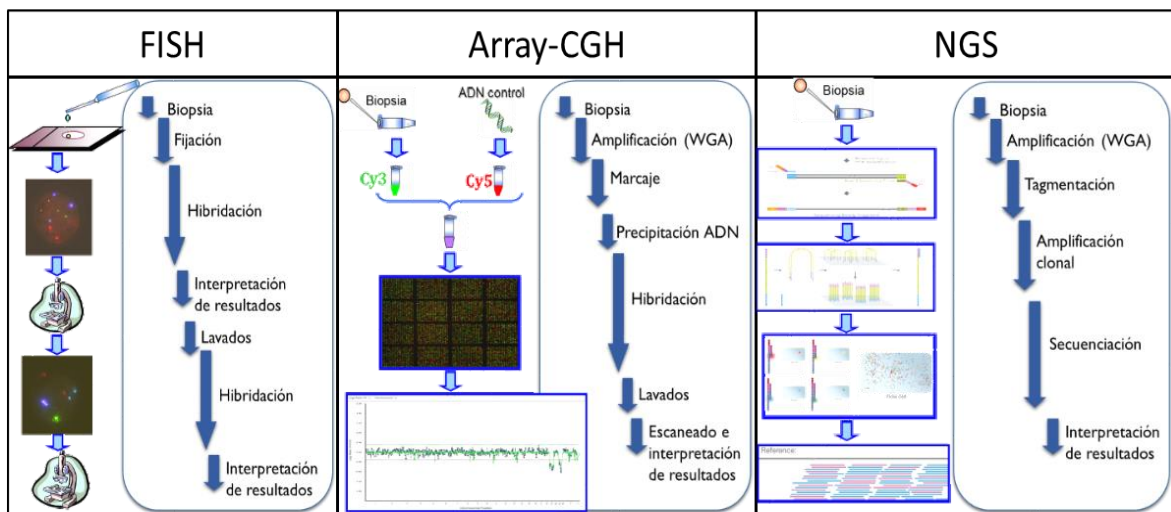 FISH
Biopsia
Fijación
Hibridación
Interpretación
de resultados
Lavados
Hibridación
Interpretación
de resultados
Array-CGH
Biopsia
ADN control
Cy3
Cy5
Biopsia
Amplificación (WGA)
Marcaje
Precipitación ADN
Hibridación
Lavados
Escaneado e
interpretación
de resultados
NGS
Biopsia
Reference:
Biopsia
Amplificación (WGA)
Tagmentación
Amplificación
clonal
Secuenciación
Interpretación
de resultados